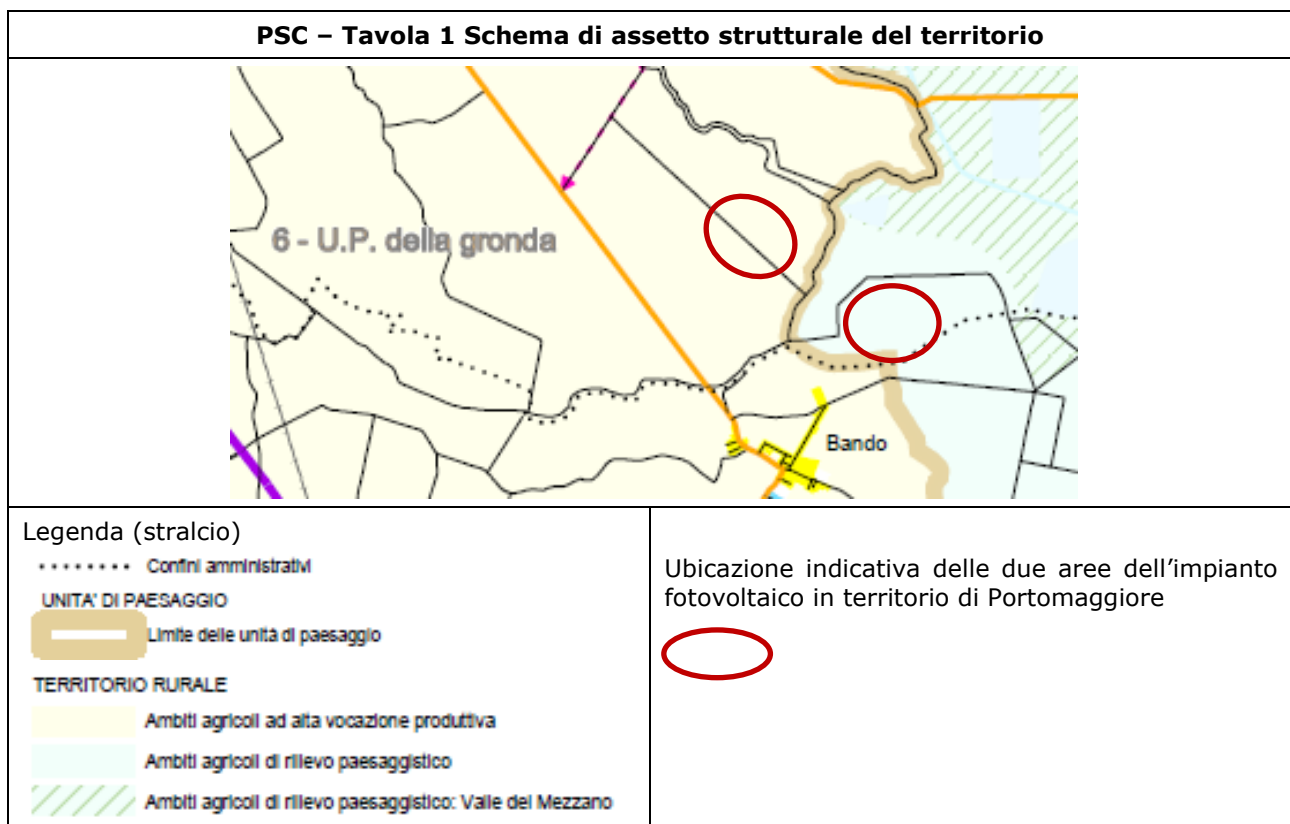 PSC – Tavola 1 Schema di assetto strutturale del territorio
6 - U.P. della gronda
Bando
Legenda (stralcio)
Confini amministrativi
UNITA' DI PAESAGGIO
Limite delle unità di paesaggio
TERRITORIO RURALE
Ambiti agricoli ad alta vocazione produttiva
Ambiti agricoli di rilievo paesaggistico
Ambiti agricoli di rilievo paesaggistico: Valle del Mezzano
Ubicazione indicativa delle due aree dell'impianto
fotovoltaico in territorio di Portomaggiore